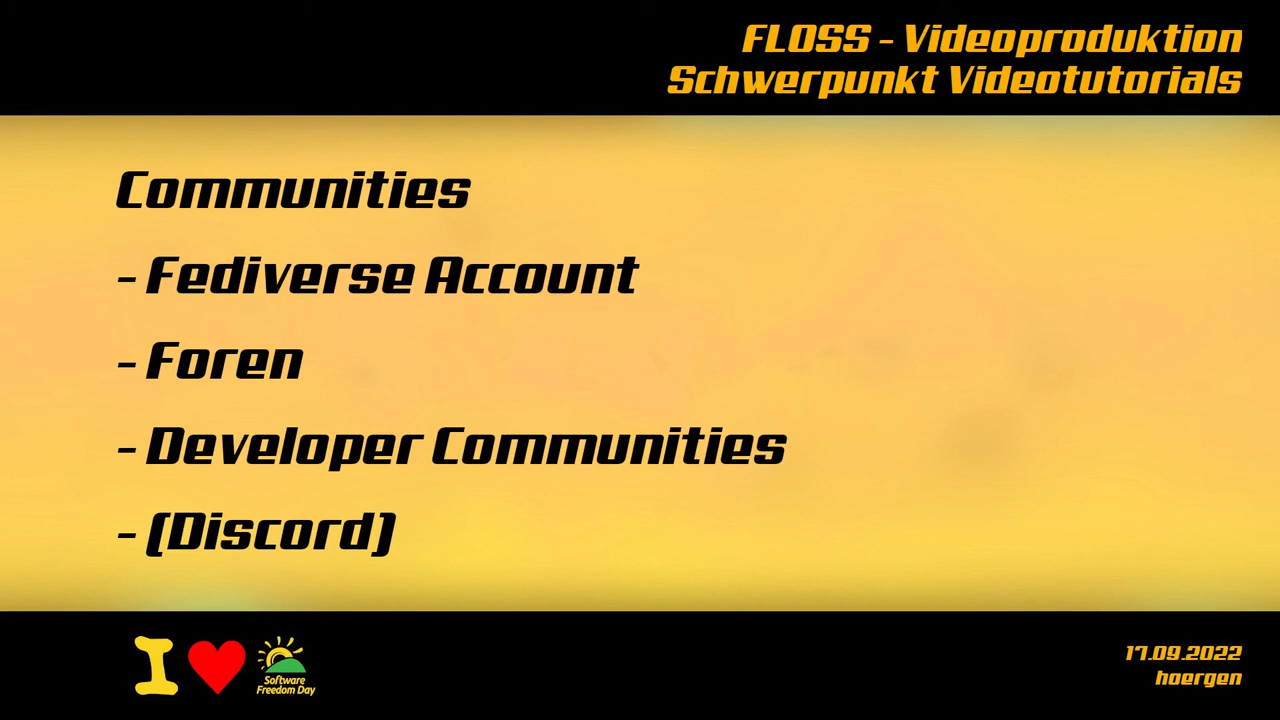 FLOSS - Videoproduktion
Schwerpunkt Videotutorials
Communities
- Fediverse Account
- Foren
- Developer Communities
- (Discord)
I
Software
Freedom Day
17.09.2022
hoergen